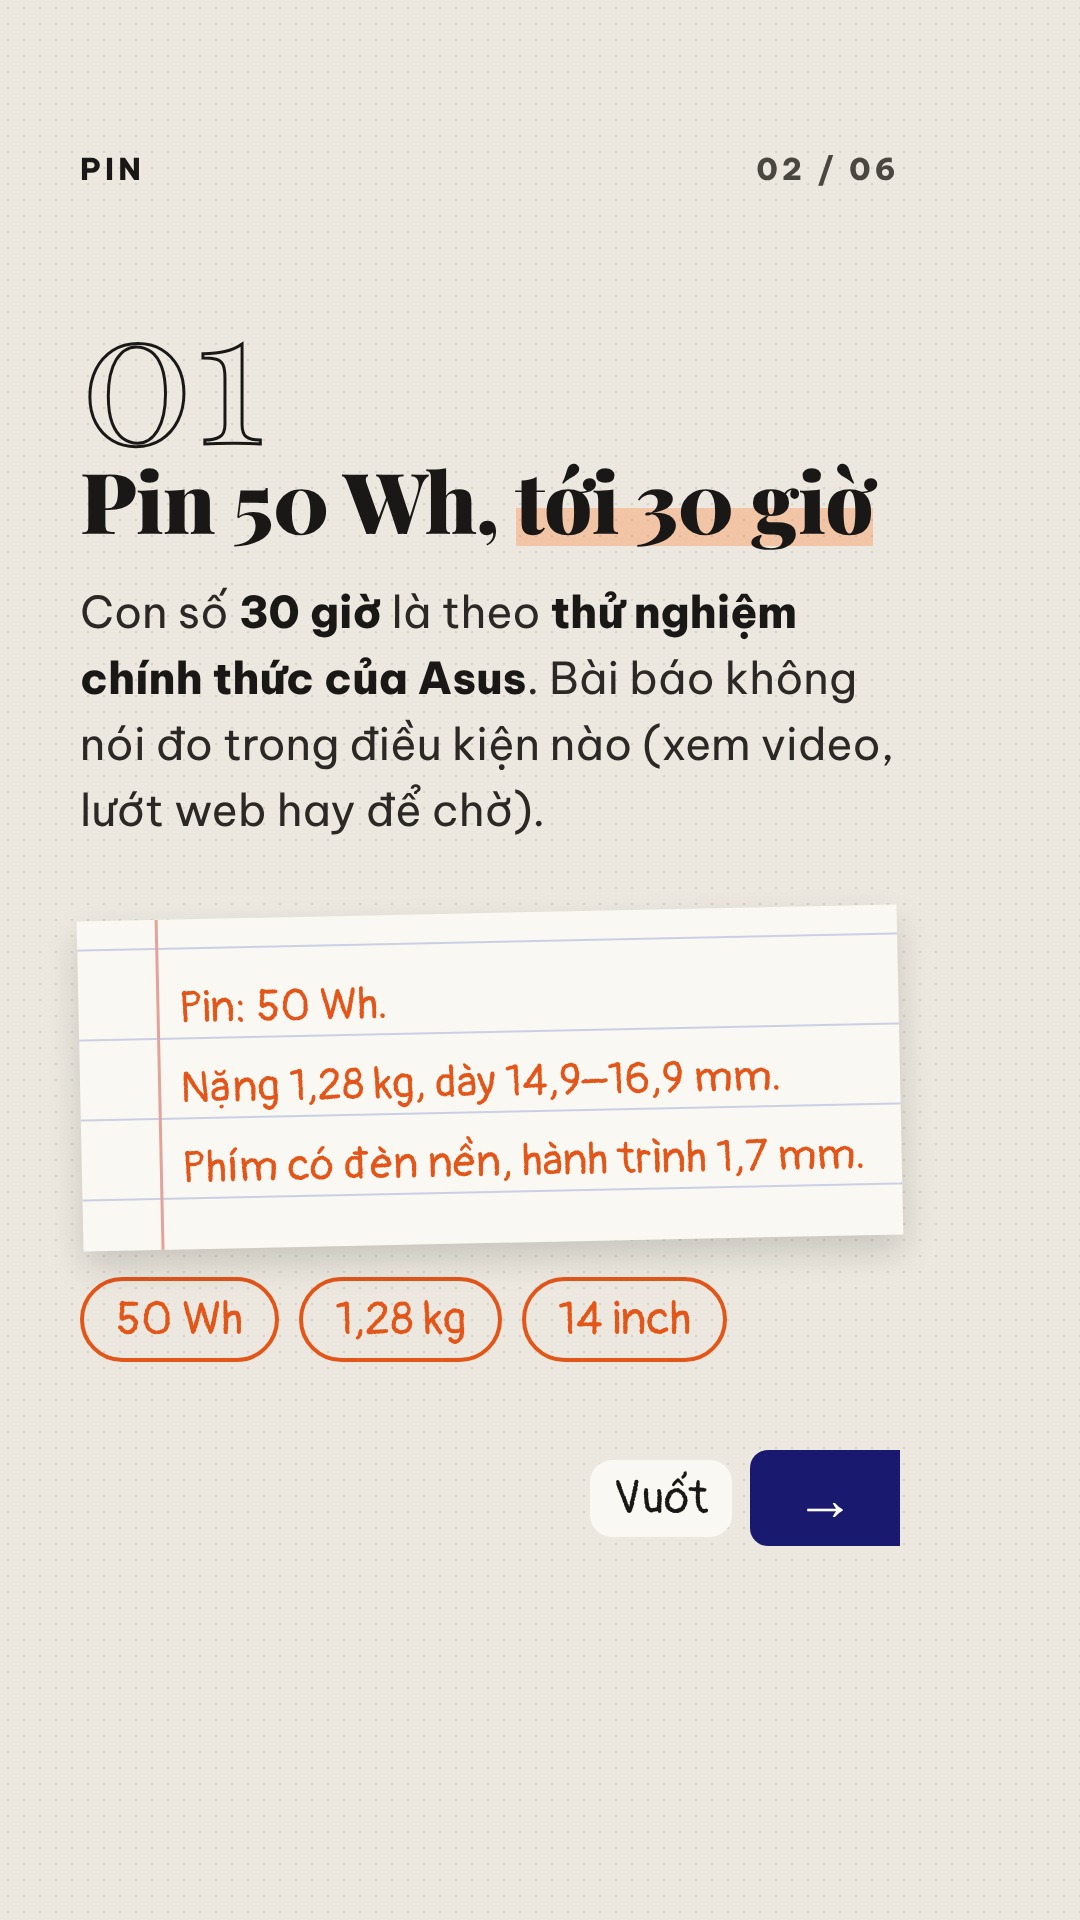 PIN
02 / 06
01
Pin 50 Wh, tới 30 giờ
Con số 30 giờ là theo thử nghiệm
chính thức của Asus. Bài báo không
nói đo trong điều kiện nào (xem video,
lướt web hay để chờ).
Pin: 50 Wh.
Nặng 1,28 kg, dày 14,9–16,9 mm.
Phím có đèn nền, hành trình 1,7 mm.
50 Wh
1,28 kg
14 inch
Vuốt →